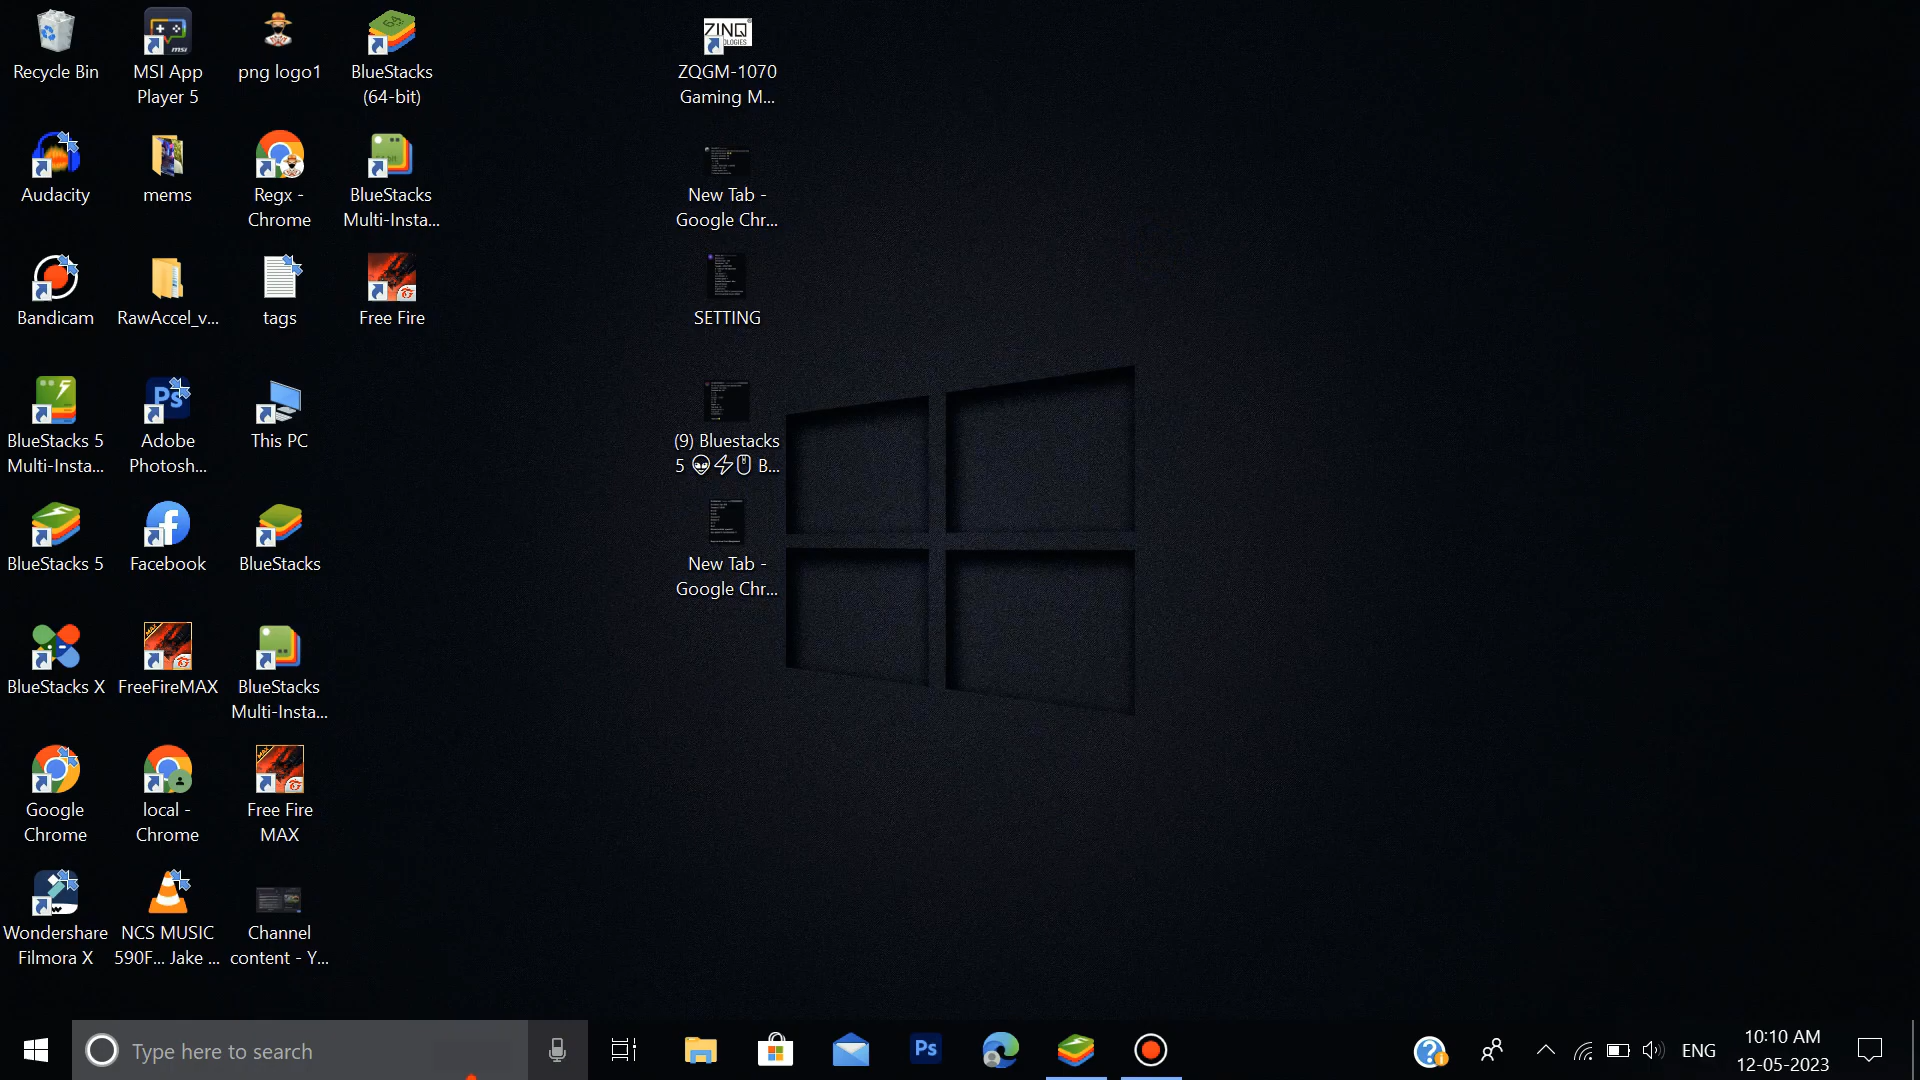 Recycle Bin
MSI App
Player 5
png logo1
BlueStacks
(64-bit)
ZINQ
ZQGM-1070
Gaming M...
Audacity
mems
Regx -
Chrome
BlueStacks
Multi-Insta...
New Tab -
Google Chr...
Bandicam
RawAccel_v...
tags
Free Fire
SETTING
BlueStacks 5
Multi-Insta...
Adobe
Photosh...
This PC
(9) Bluestacks
5 👽⚡🖱 B...
BlueStacks 5
Facebook
BlueStacks
New Tab -
Google Chr...
BlueStacks X
FreeFireMAX
BlueStacks
Multi-Insta...
Google
Chrome
local -
Chrome
Free Fire
MAX
Wondershare
Filmora X
NCS MUSIC
590F... Jake ...
Channel
content - Y...
Type here to search
Ps
ENG
10:10 AM
12-05-2023